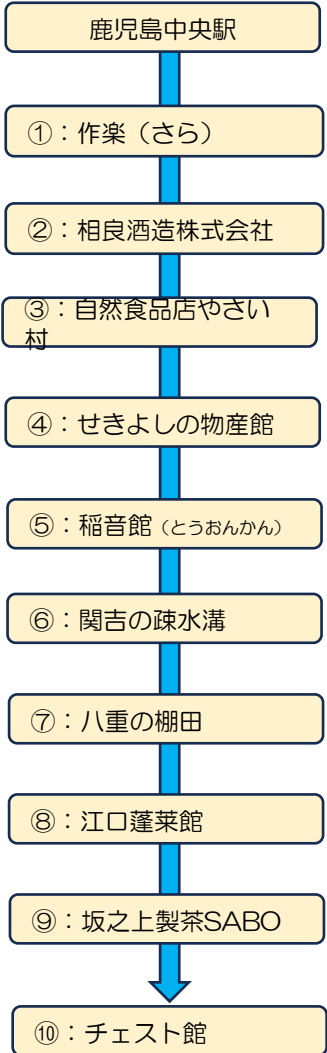 鹿児島中央駅
①：作楽（さら）
②：相良酒造株式会社
③：自然食品店やさい
村
④：せきよしの物産館
⑤：稲音館（とうおんかん）
⑥：関吉の疎水溝
⑦：八重の棚田
⑧：江口蓬莱館
⑨：坂之上製茶SABO
⑩：チェスト館